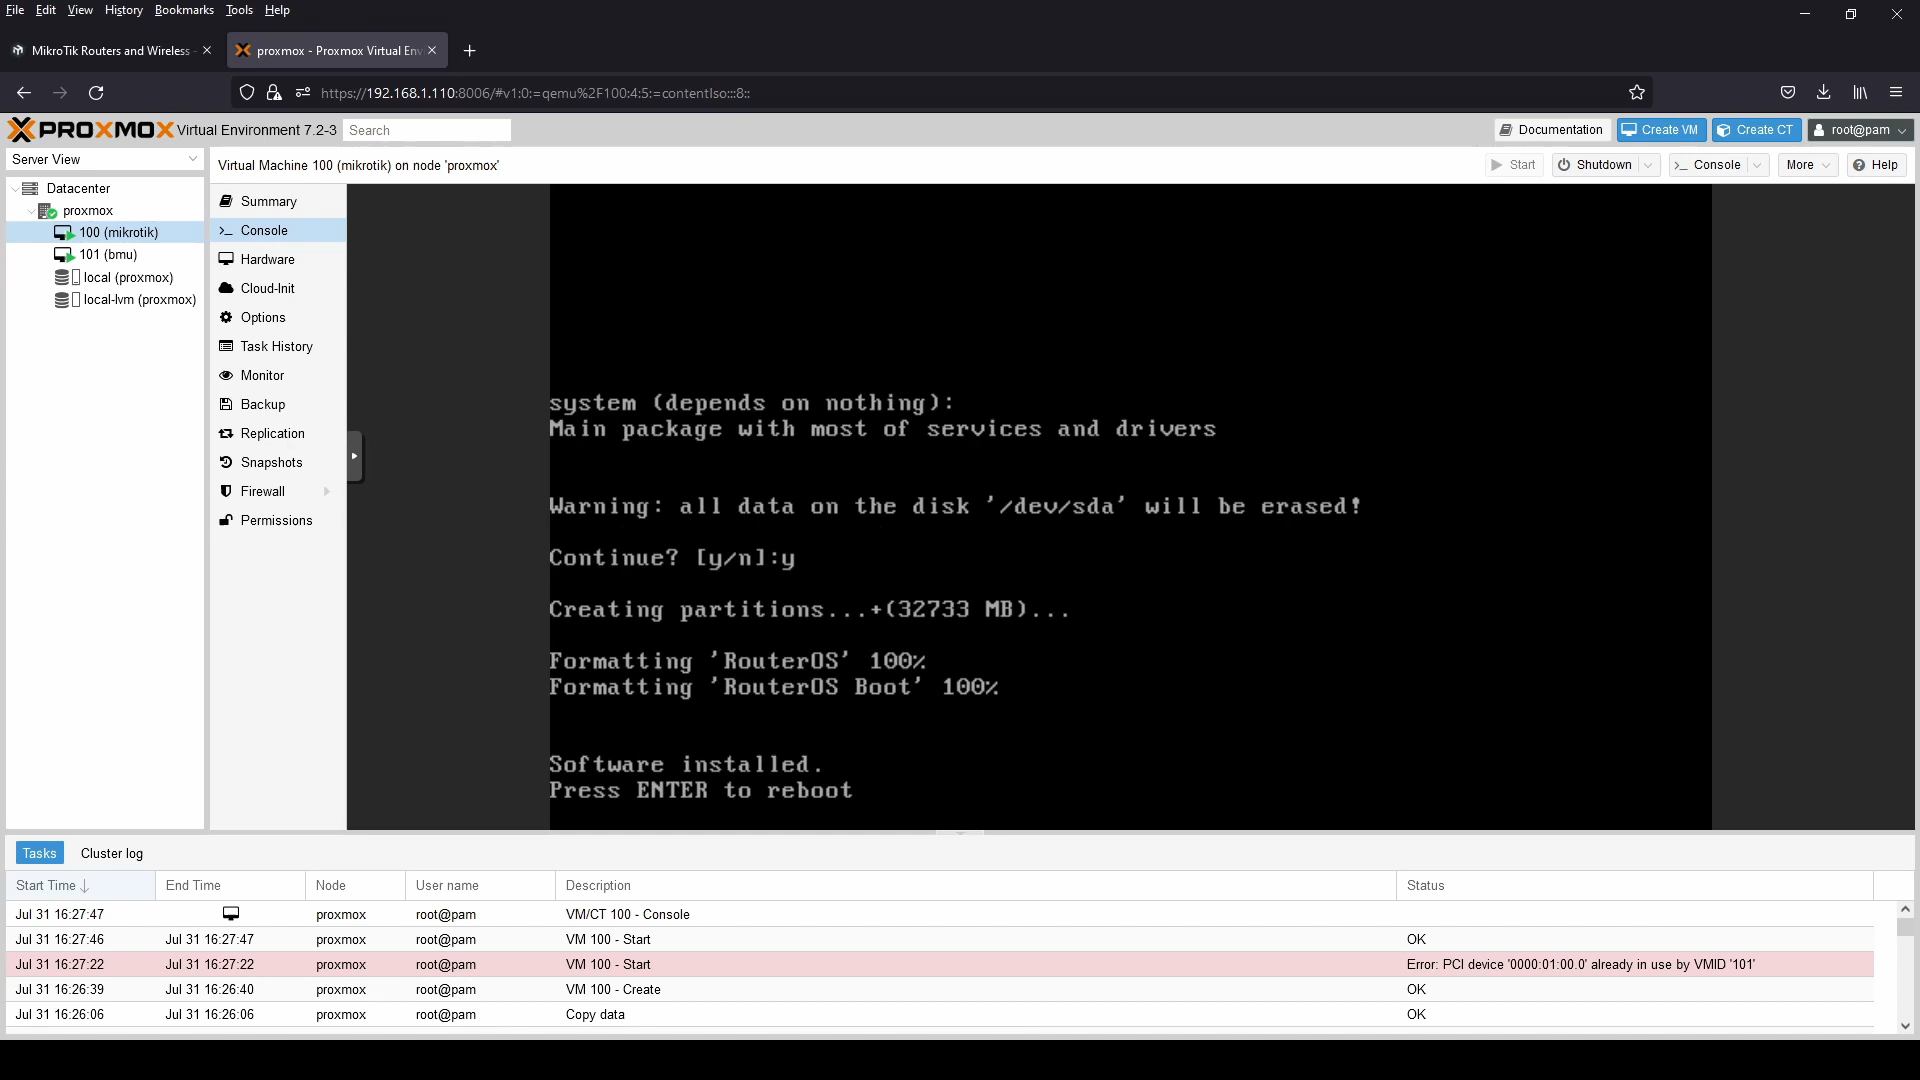 File Edit View History Bookmarks Tools Help
MikroTik Routers and Wireless -
proxmox - Proxmox Virtual Env
https://192.168.1.110:8006/#v1:0:=qemu%2F100:4:5:=contentIso:::8::
PROXMOX Virtual Environment 7.2-3 Search Documentation Create VM Create CT root@pam
Server View
Virtual Machine 100 (mikrotik) on node 'proxmox' Start Shutdown Console More Help
Datacenter
proxmox
100 (mikrotik)
101 (bmu)
local (proxmox)
local-lvm (proxmox)
Summary
Console
Hardware
Cloud-Init
Options
Task History
Monitor
Backup
Replication
Snapshots
Firewall
Permissions
system (depends on nothing):
Main package with most of services and drivers
Warning: all data on the disk '/dev/sda' will be erased!
Continue? [y/n]:y
Creating partitions...+(32733 MB)...
Formatting 'RouterOS' 100%
Formatting 'RouterOS Boot' 100%
Software installed.
Press ENTER to reboot
Tasks Cluster log
Start Time End Time Node User name Description Status
Jul 31 16:27:47 proxmox root@pam VM/CT 100 - Console
Jul 31 16:27:46 Jul 31 16:27:47 proxmox root@pam VM 100 - Start OK
Jul 31 16:27:22 Jul 31 16:27:22 proxmox root@pam VM 100 - Start Error: PCI device '0000:01:00.0' already in use by VMID '101'
Jul 31 16:26:39 Jul 31 16:26:40 proxmox root@pam VM 100 - Create OK
Jul 31 16:26:06 Jul 31 16:26:06 proxmox root@pam Copy data OK